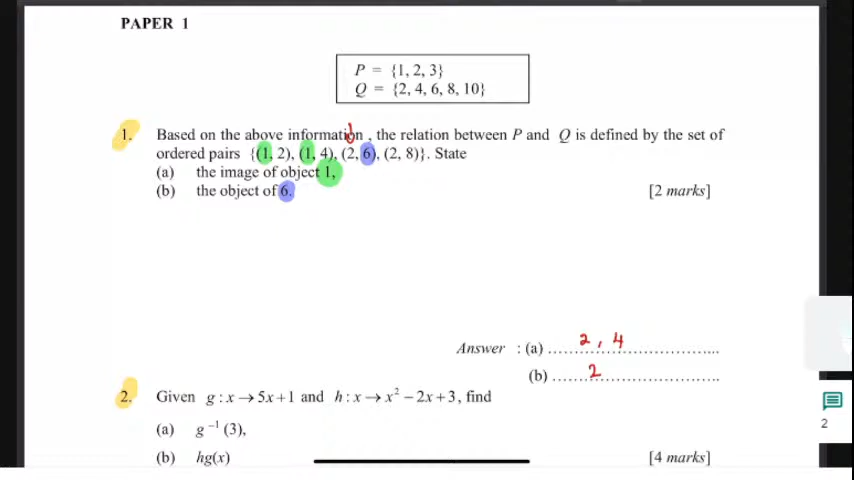 PAPER 1
P = {1, 2, 3}
Q = {2, 4, 6, 8, 10}
1. Based on the above information , the relation between P and Q is defined by the set of
ordered pairs {(1, 2), (1, 4), (2, 6), (2, 8)}. State
(a) the image of object 1,
(b) the object of 6. [2 marks]
Answer : (a) .......2, 4.......................
(b) .......2.......................
2. Given g : x → 5x + 1 and h : x → x² − 2x + 3, find
(a) g⁻¹ (3),
(b) hg(x) [4 marks]
2